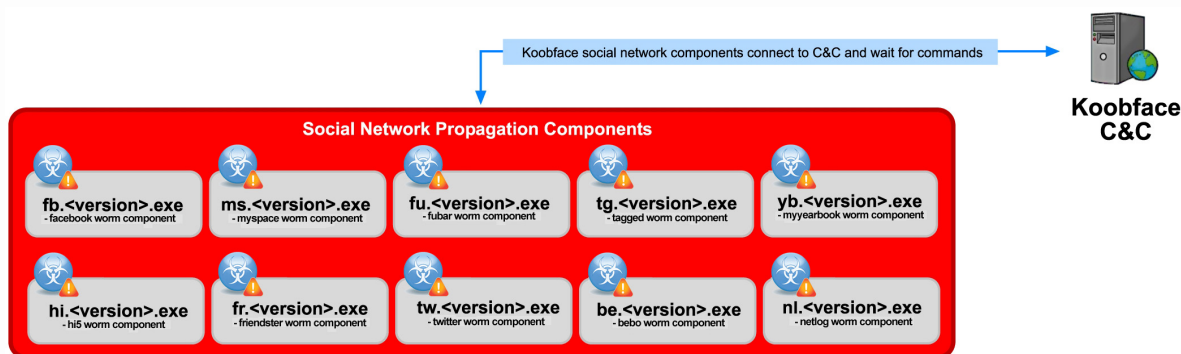 Koobface social network components connect to C&C and wait for commands
Koobface
C&C
Social Network Propagation Components
fb.<version>.exe
- facebook worm component
ms.<version>.exe
- myspace worm component
fu.<version>.exe
- fubar worm component
tg.<version>.exe
- tagged worm component
yb.<version>.exe
- myyearbook worm component
hi.<version>.exe
- hi5 worm component
fr.<version>.exe
- friendster worm component
tw.<version>.exe
- twitter worm component
be.<version>.exe
- bebo worm component
nl.<version>.exe
- netlog worm component